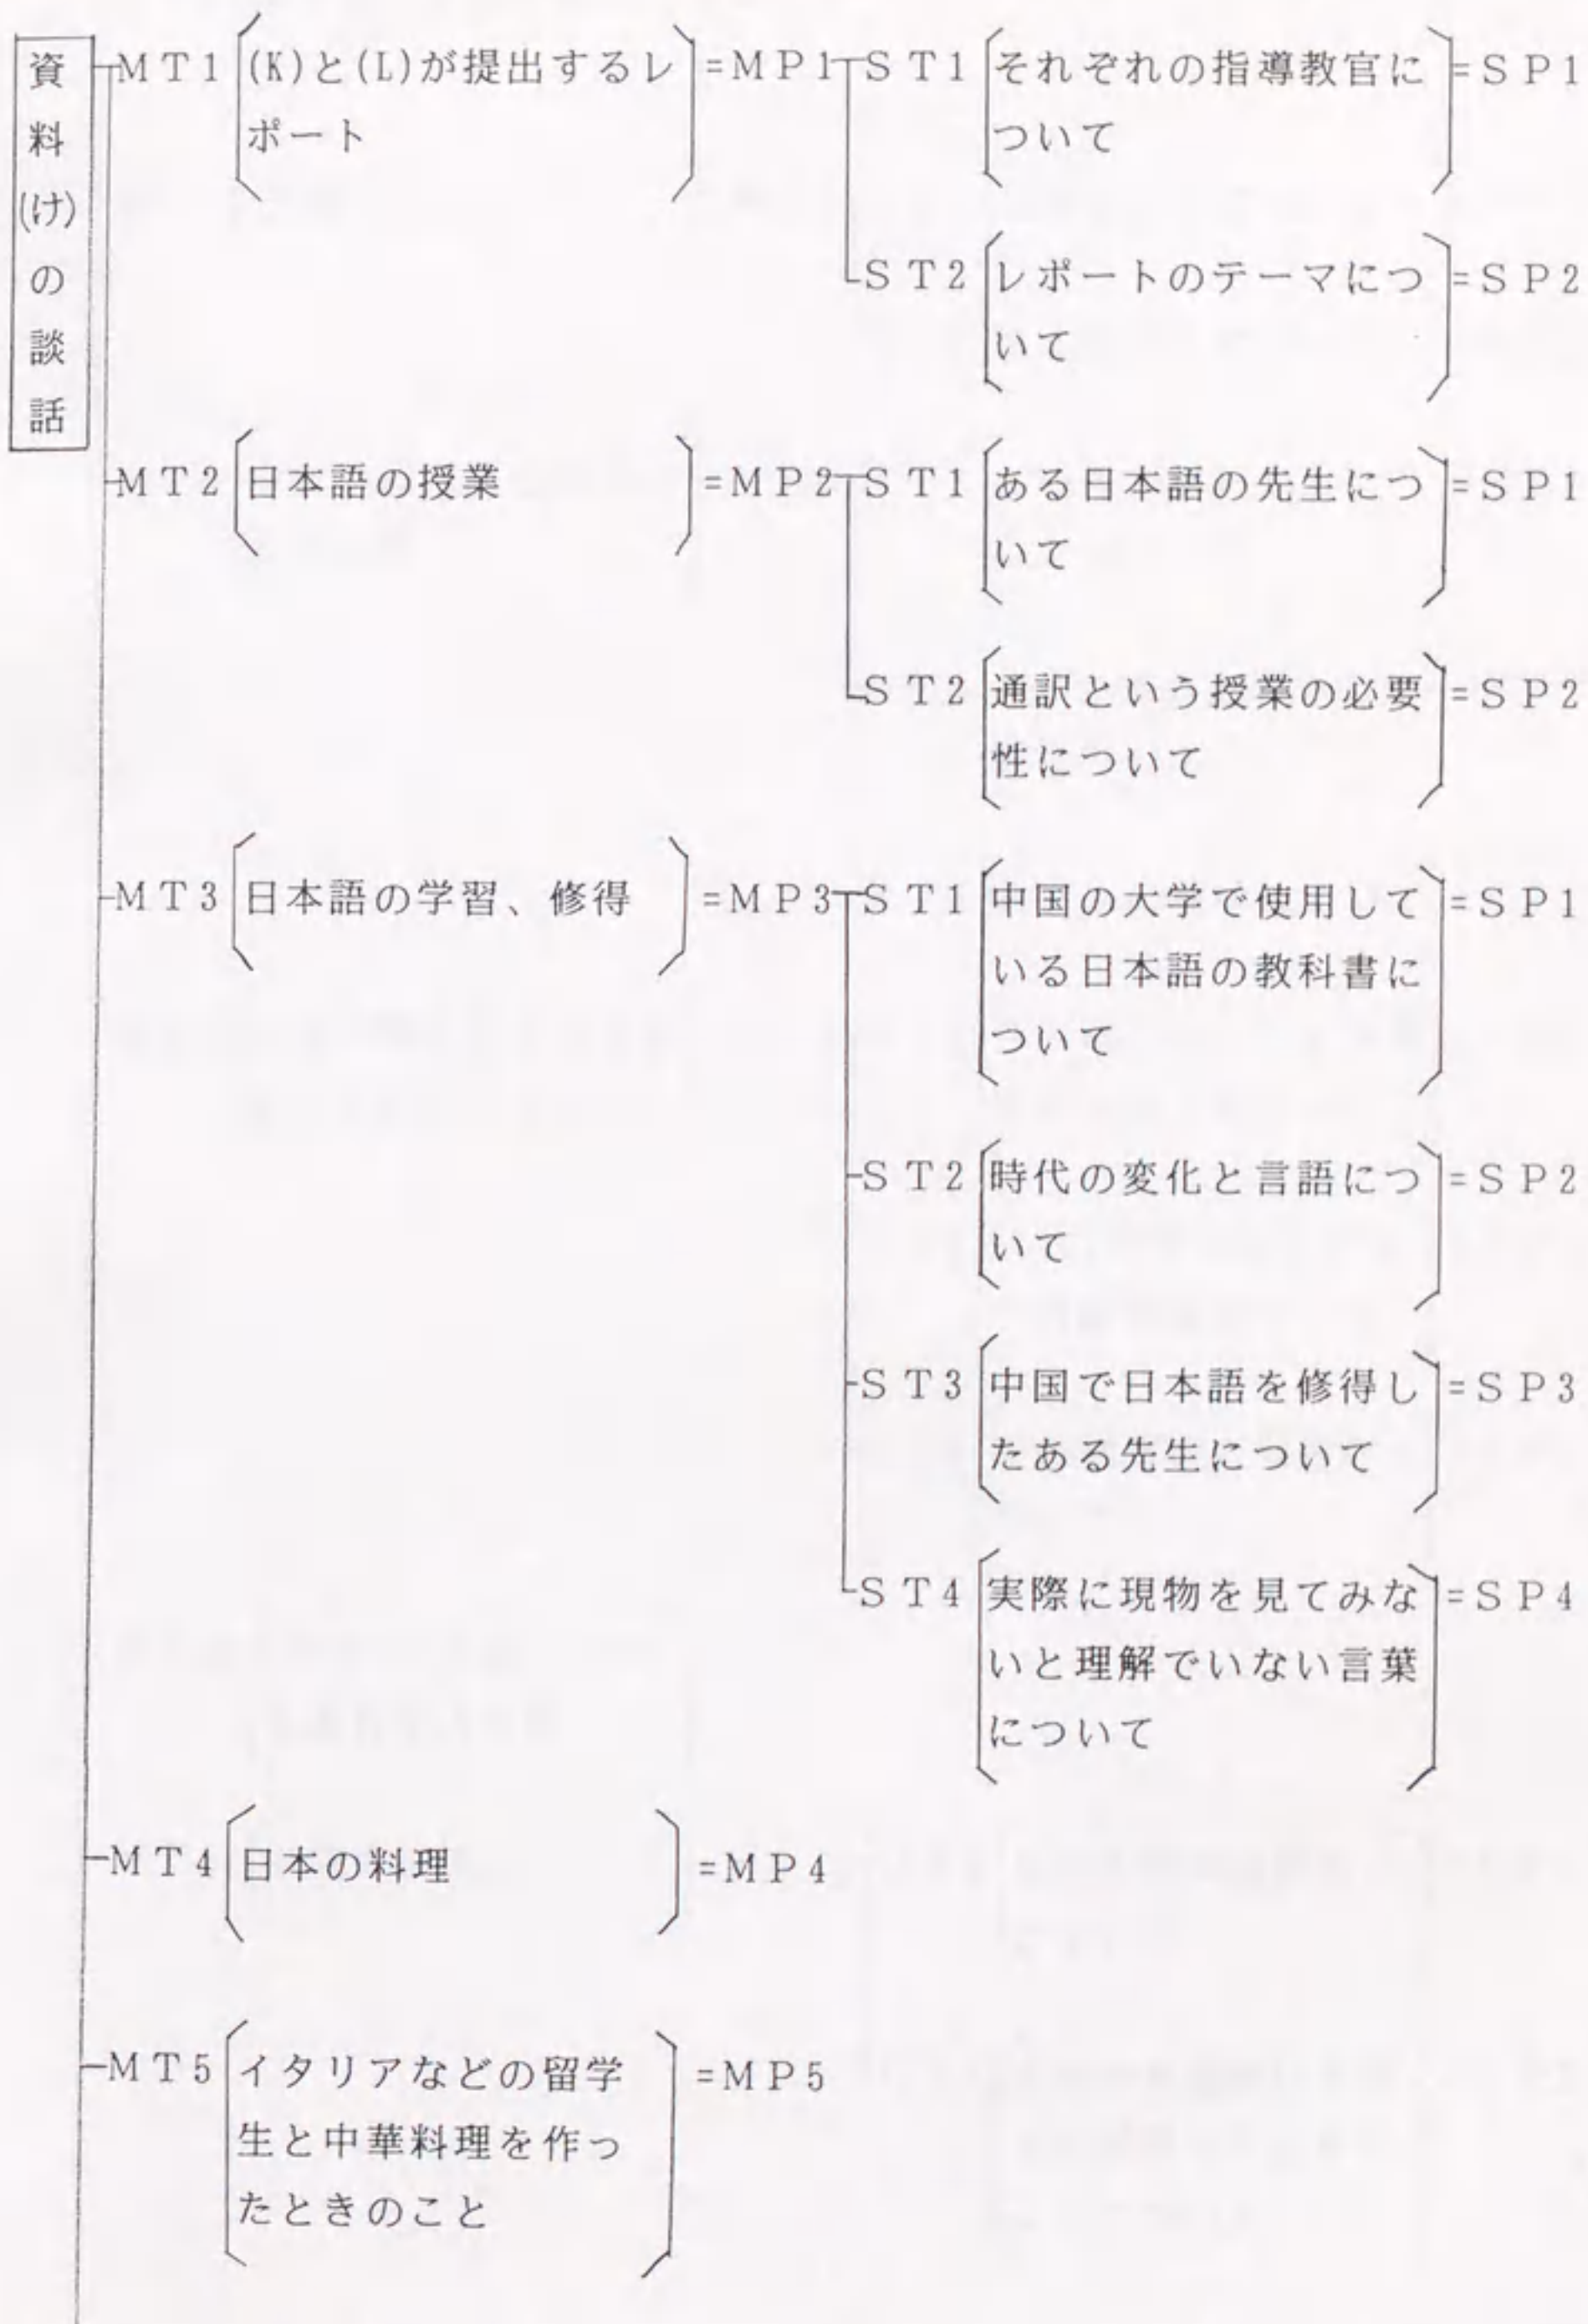 資料(け)の談話
MT1 (K)と(L)が提出するレ =MP1 ST1 それぞれの指導教官に =SP1
ポート ついて
ST2 レポートのテーマにつ =SP2
いて
MT2 日本語の授業 =MP2 ST1 ある日本語の先生につ =SP1
いて
ST2 通訳という授業の必要 =SP2
性について
MT3 日本語の学習、修得 =MP3 ST1 中国の大学で使用して =SP1
いる日本語の教科書に
ついて
ST2 時代の変化と言語につ =SP2
いて
ST3 中国で日本語を修得し =SP3
たある先生について
ST4 実際に現物を見てみな =SP4
いと理解でいない言葉
について
MT4 日本の料理 =MP4
MT5 イタリアなどの留学 =MP5
生と中華料理を作っ
たときのこと